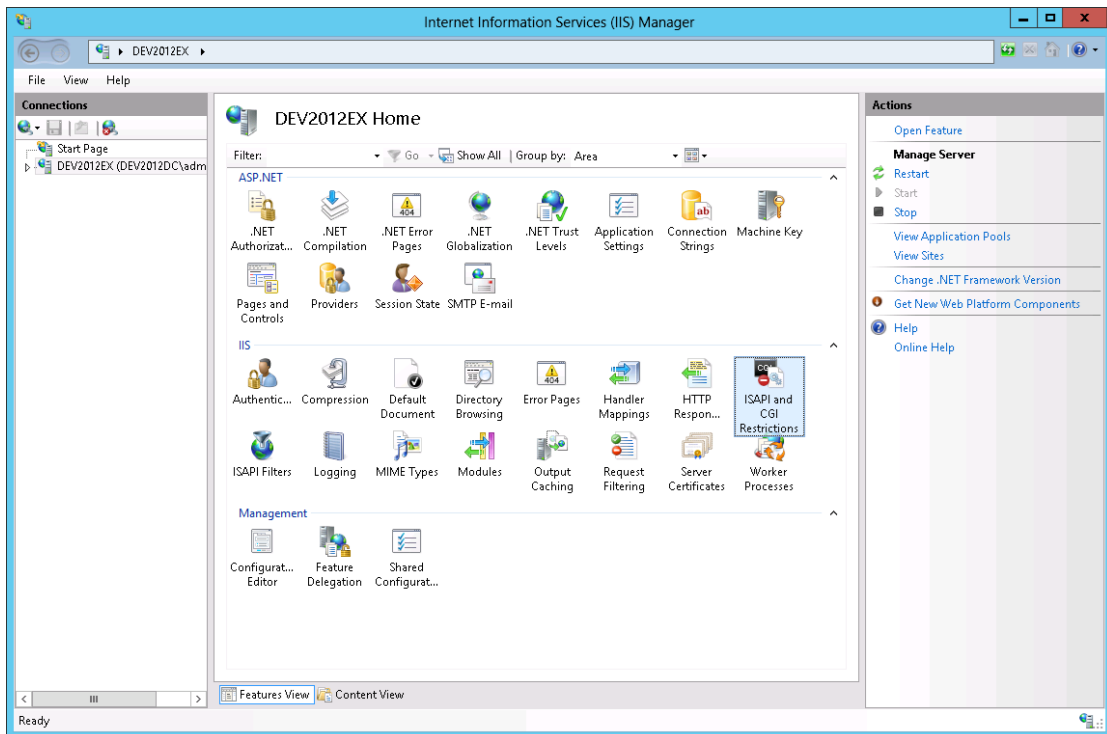 Internet Information Services (IIS) Manager
DEV2012EX
File View Help
Connections
Start Page
DEV2012EX (DEV2012DC\adm
DEV2012EX Home
Filter: Go Show All Group by: Area
ASP.NET
.NET Authorizat...
.NET Compilation
.NET Error Pages
.NET Globalization
.NET Trust Levels
Application Settings
Connection Strings
Machine Key
Pages and Controls
Providers
Session State
SMTP E-mail
IIS
Authentic...
Compression
Default Document
Directory Browsing
Error Pages
Handler Mappings
HTTP Respon...
ISAPI and CGI Restrictions
ISAPI Filters
Logging
MIME Types
Modules
Output Caching
Request Filtering
Server Certificates
Worker Processes
Management
Configurat... Editor
Feature Delegation
Shared Configurat...
Features View Content View
Actions
Open Feature
Manage Server
Restart
Start
Stop
View Application Pools
View Sites
Change .NET Framework Version
Get New Web Platform Components
Help
Online Help
Ready